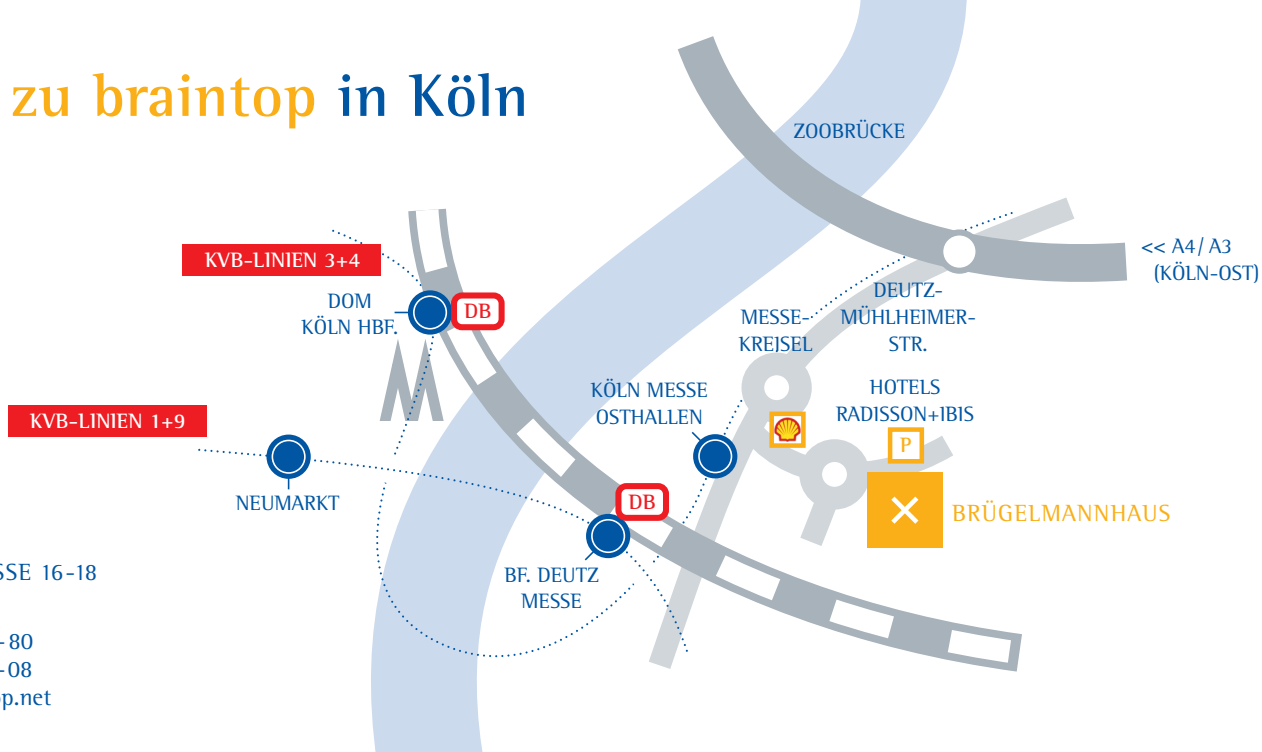 zu braintop in Köln
ZOOBRÜCKE
<< A4/A3
(KÖLN-OST)
KVB-LINIEN 3+4
DOM
KÖLN HBF.
DB
DEUTZ-
MÜHLHEIMER-
STR.
MESSE-
KREJSEL
KÖLN MESSE
OSTHALLEN
HOTELS
RADISSON+IBIS
P
KVB-LINIEN 1+9
NEUMARKT
DB
BRÜGELMANNHAUS
BF. DEUTZ
MESSE
SSE 16-18
-80
-08
p.net